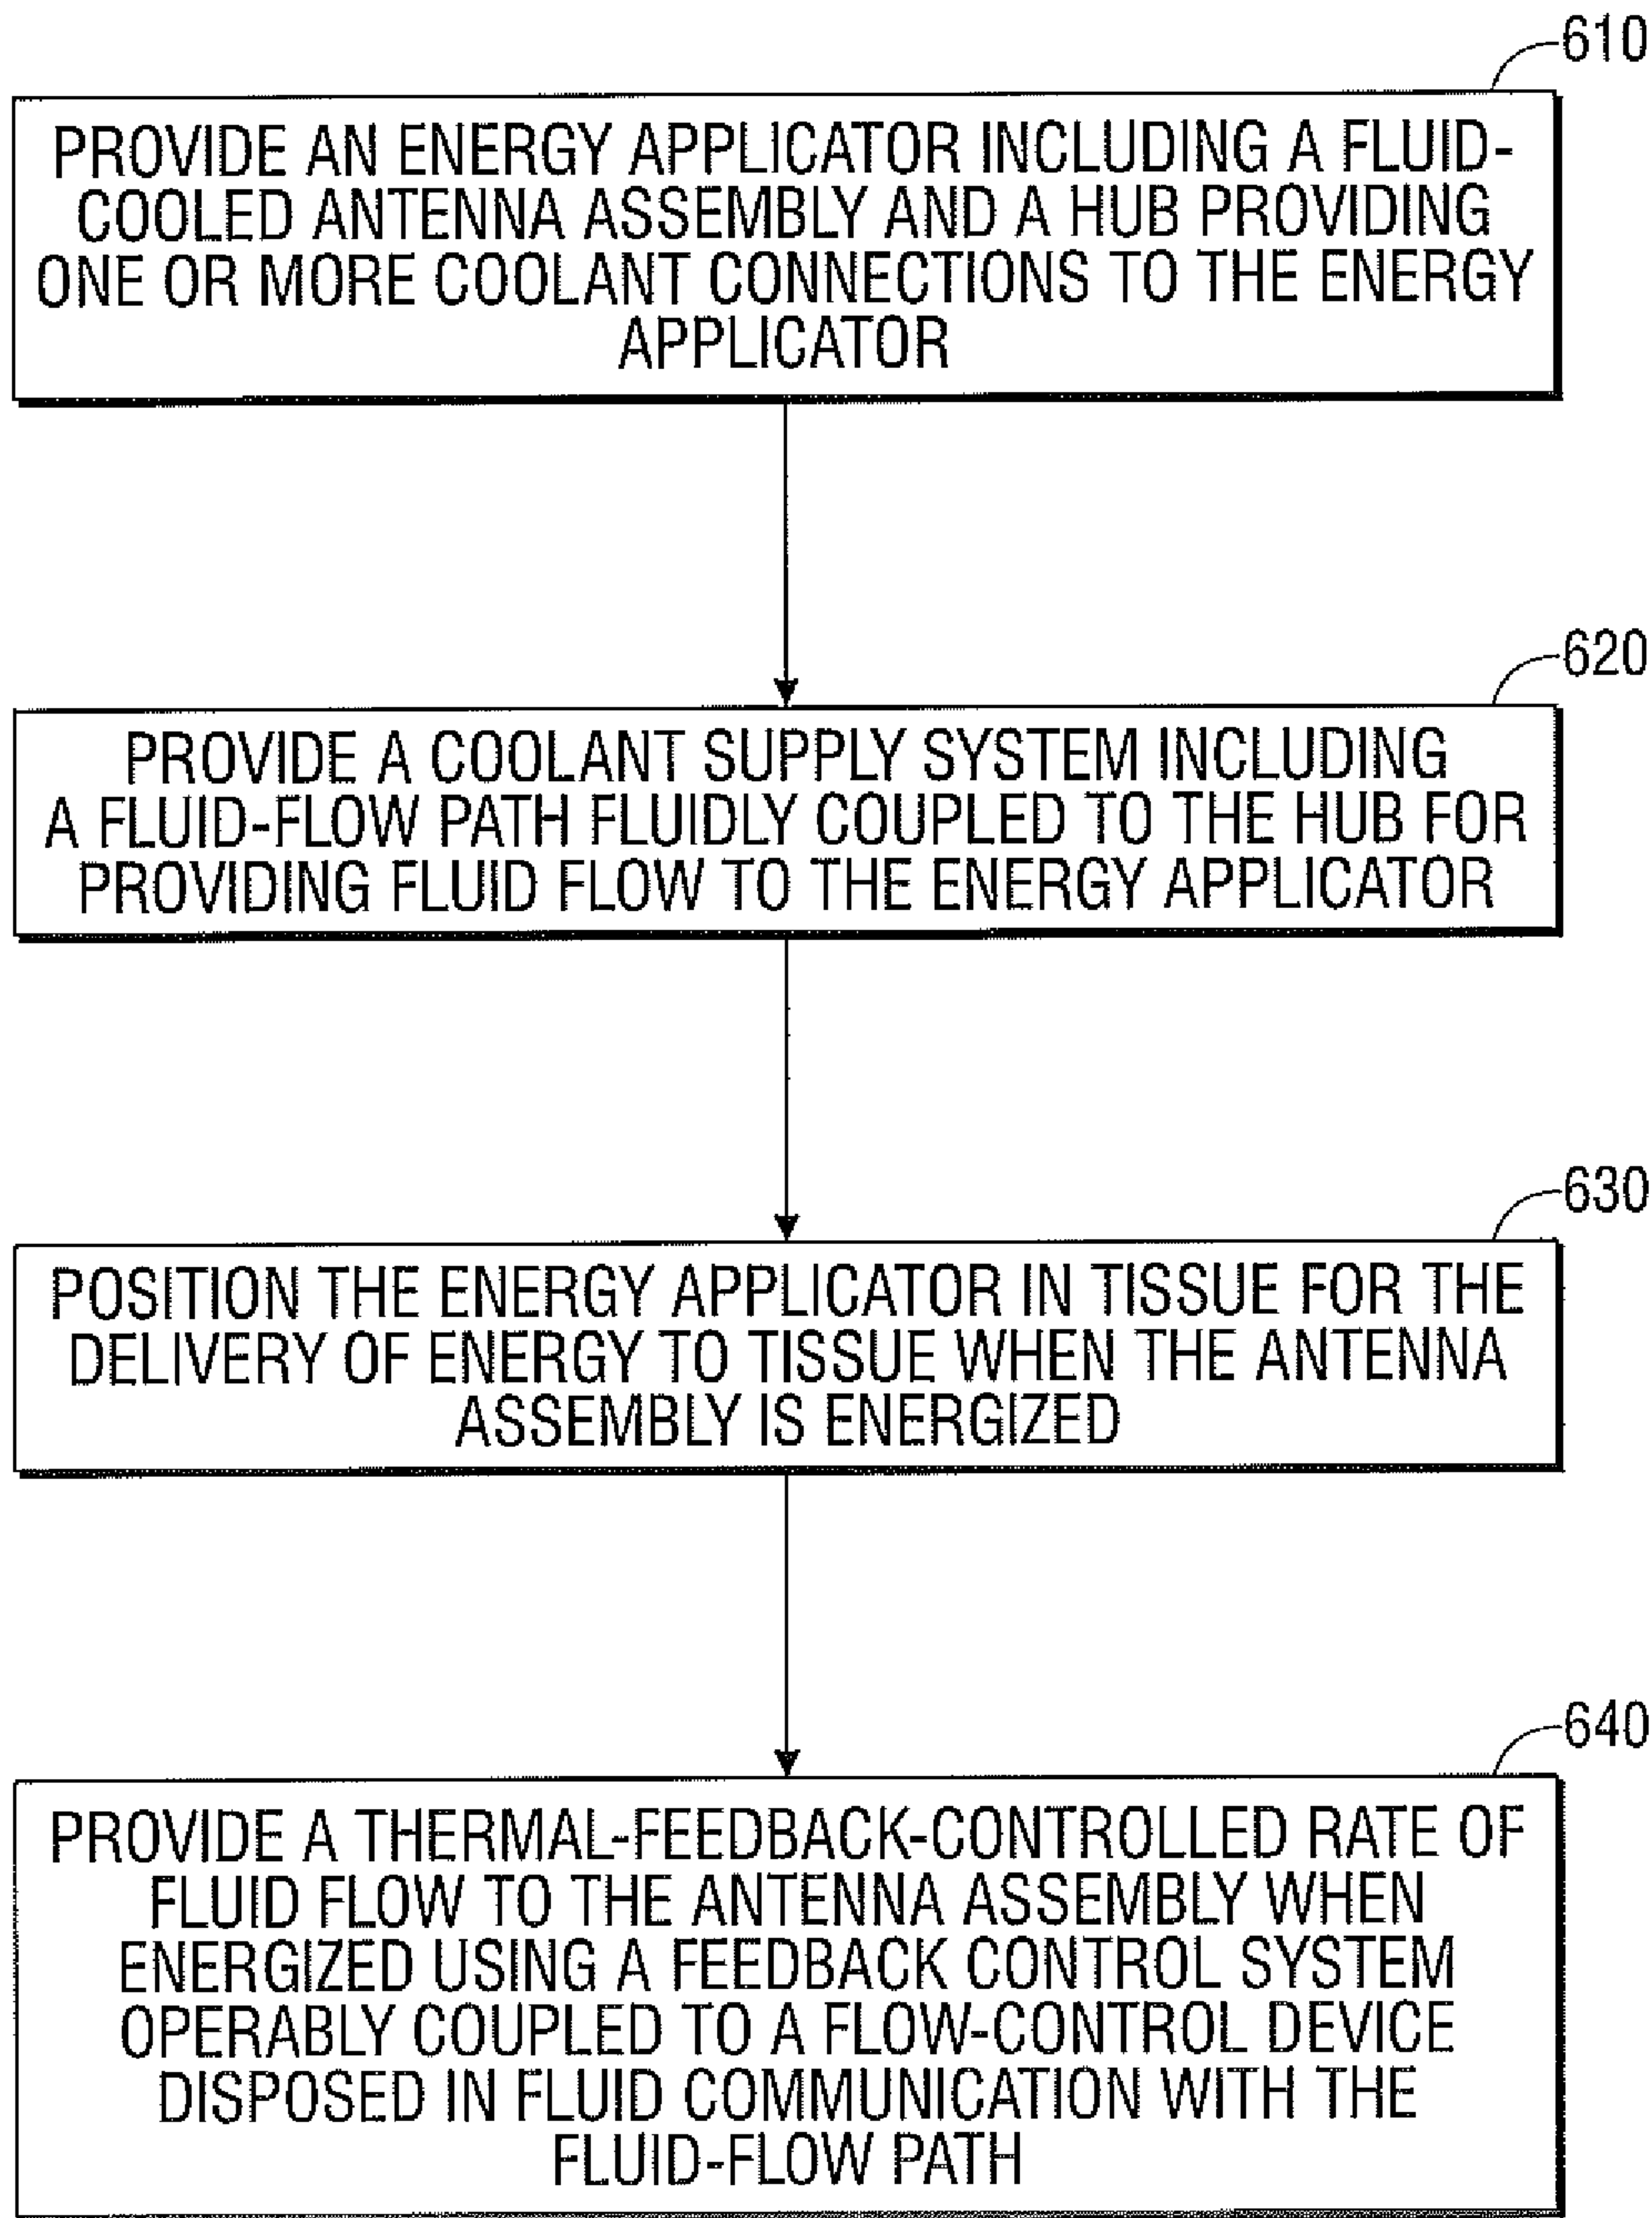 610
PROVIDE AN ENERGY APPLICATOR INCLUDING A FLUID-
COOLED ANTENNA ASSEMBLY AND A HUB PROVIDING
ONE OR MORE COOLANT CONNECTIONS TO THE ENERGY
APPLICATOR
620
PROVIDE A COOLANT SUPPLY SYSTEM INCLUDING
A FLUID-FLOW PATH FLUIDLY COUPLED TO THE HUB FOR
PROVIDING FLUID FLOW TO THE ENERGY APPLICATOR
630
POSITION THE ENERGY APPLICATOR IN TISSUE FOR THE
DELIVERY OF ENERGY TO TISSUE WHEN THE ANTENNA
ASSEMBLY IS ENERGIZED
640
PROVIDE A THERMAL-FEEDBACK-CONTROLLED RATE OF
FLUID FLOW TO THE ANTENNA ASSEMBLY WHEN
ENERGIZED USING A FEEDBACK CONTROL SYSTEM
OPERABLY COUPLED TO A FLOW-CONTROL DEVICE
DISPOSED IN FLUID COMMUNICATION WITH THE
FLUID-FLOW PATH